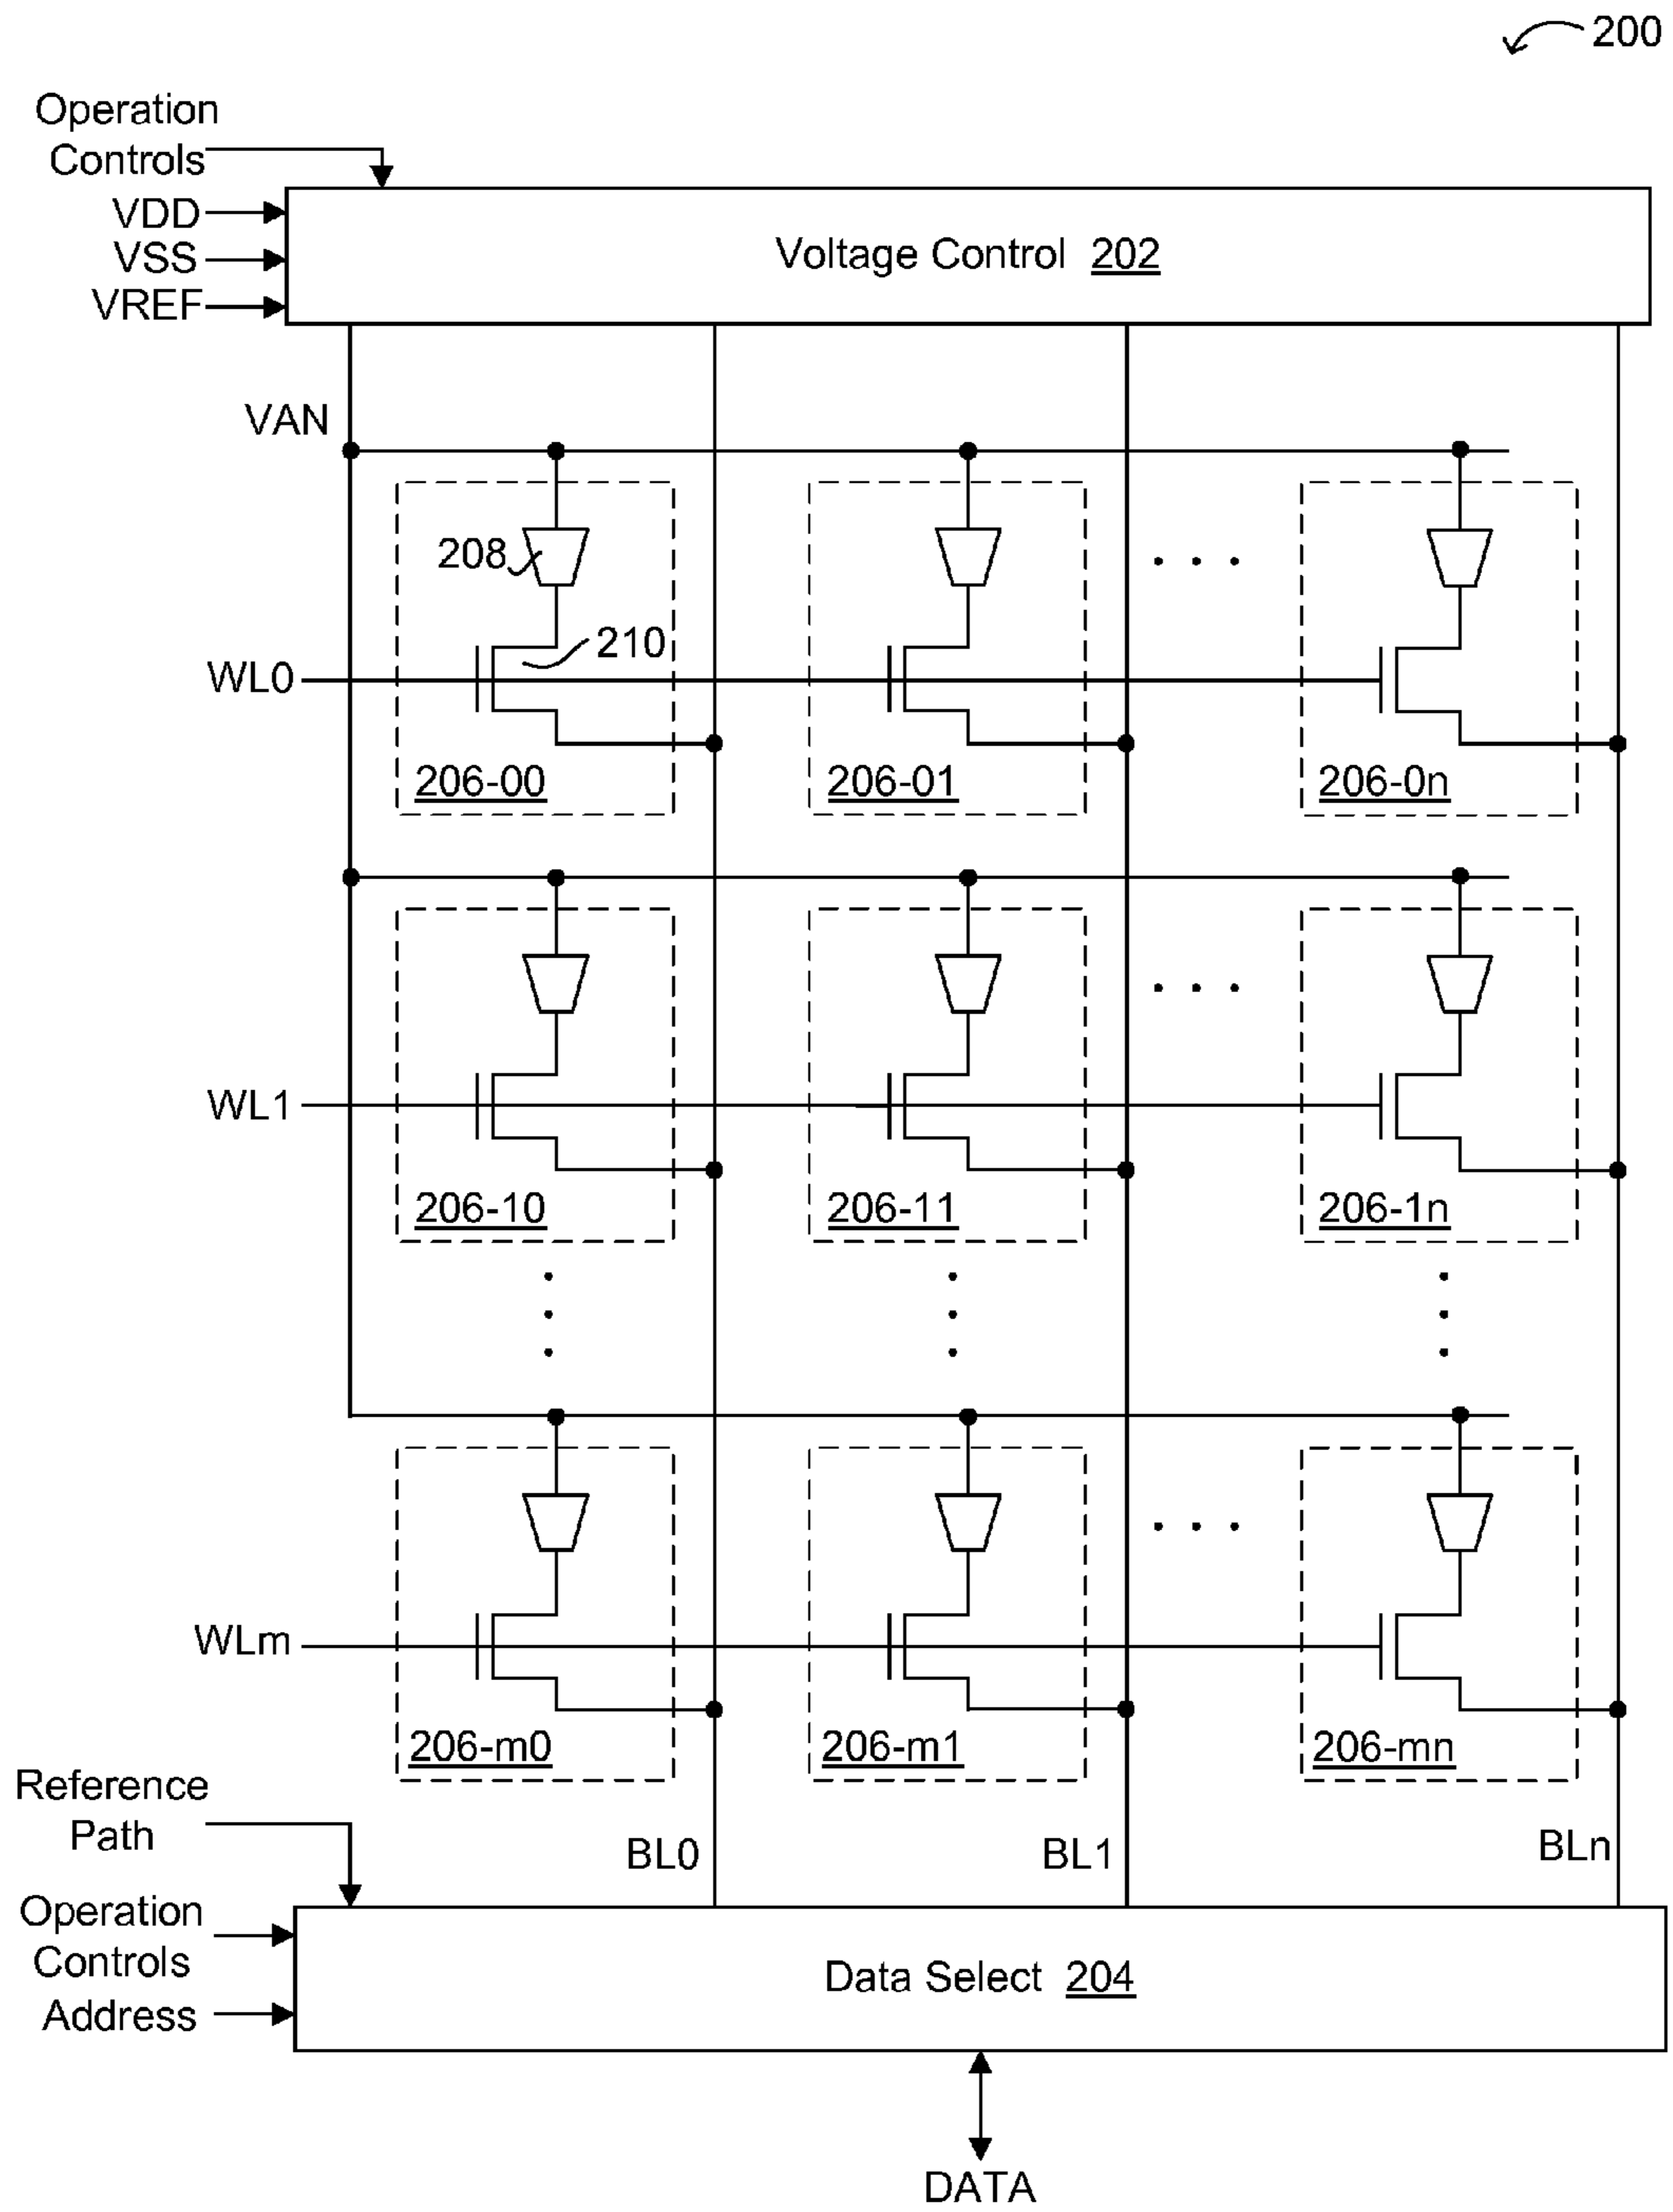 200
Operation
Controls
VDD
VSS
VREF
Voltage Control 202
VAN
208
210
WL0
206-00 206-01 206-0n
WL1
206-10 206-11 206-1n
WLm
206-m0 206-m1 206-mn
Reference
Path
BL0 BL1 BLn
Operation
Controls
Address
Data Select 204
DATA